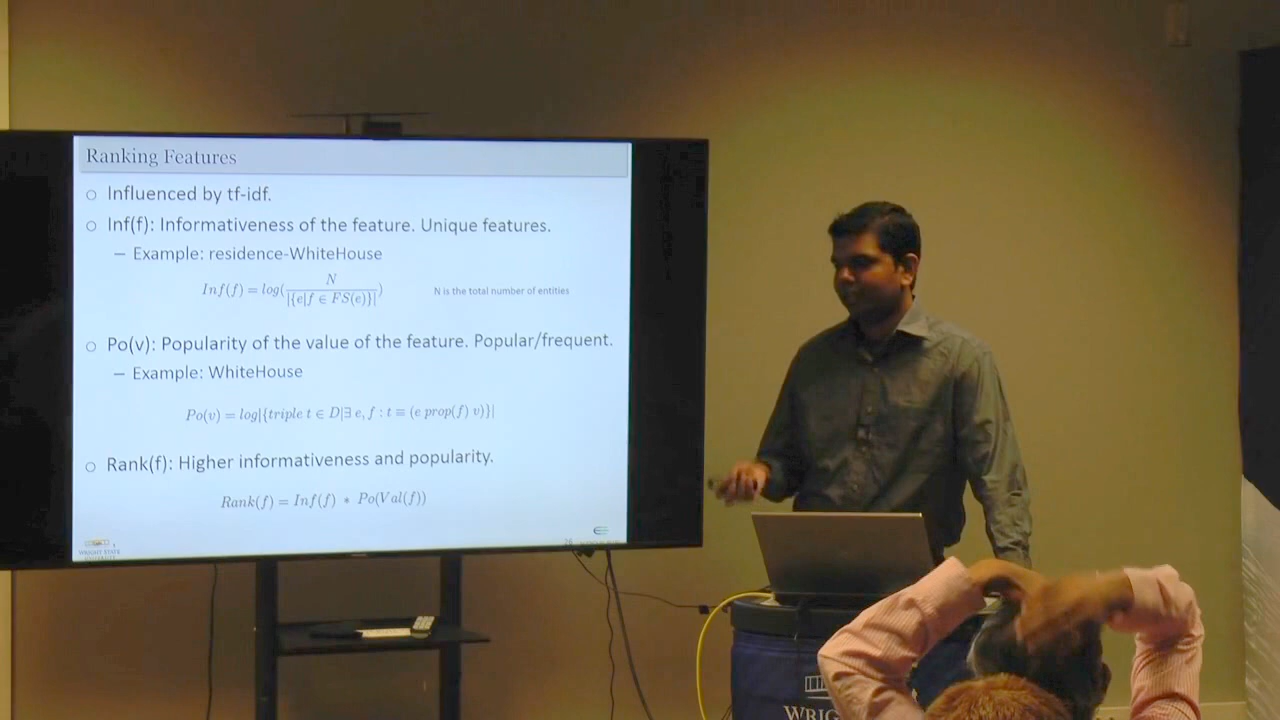 Ranking Features
○ Influenced by tf-idf.
○ Inf(f): Informativeness of the feature. Unique features.
– Example: residence-WhiteHouse
Inf(f) = log(N / |{e|f ∈ FS(e)}|)
N is the total number of entities
○ Po(v): Popularity of the value of the feature. Popular/frequent.
– Example: WhiteHouse
Po(v) = log|{triple t ∈ D|∃ e, f : t ≡ (e prop(f) v)}|
○ Rank(f): Higher informativeness and popularity.
Rank(f) = Inf(f) * Po(Val(f))
WRIGHT STATE
UNIVERSITY
WRIG